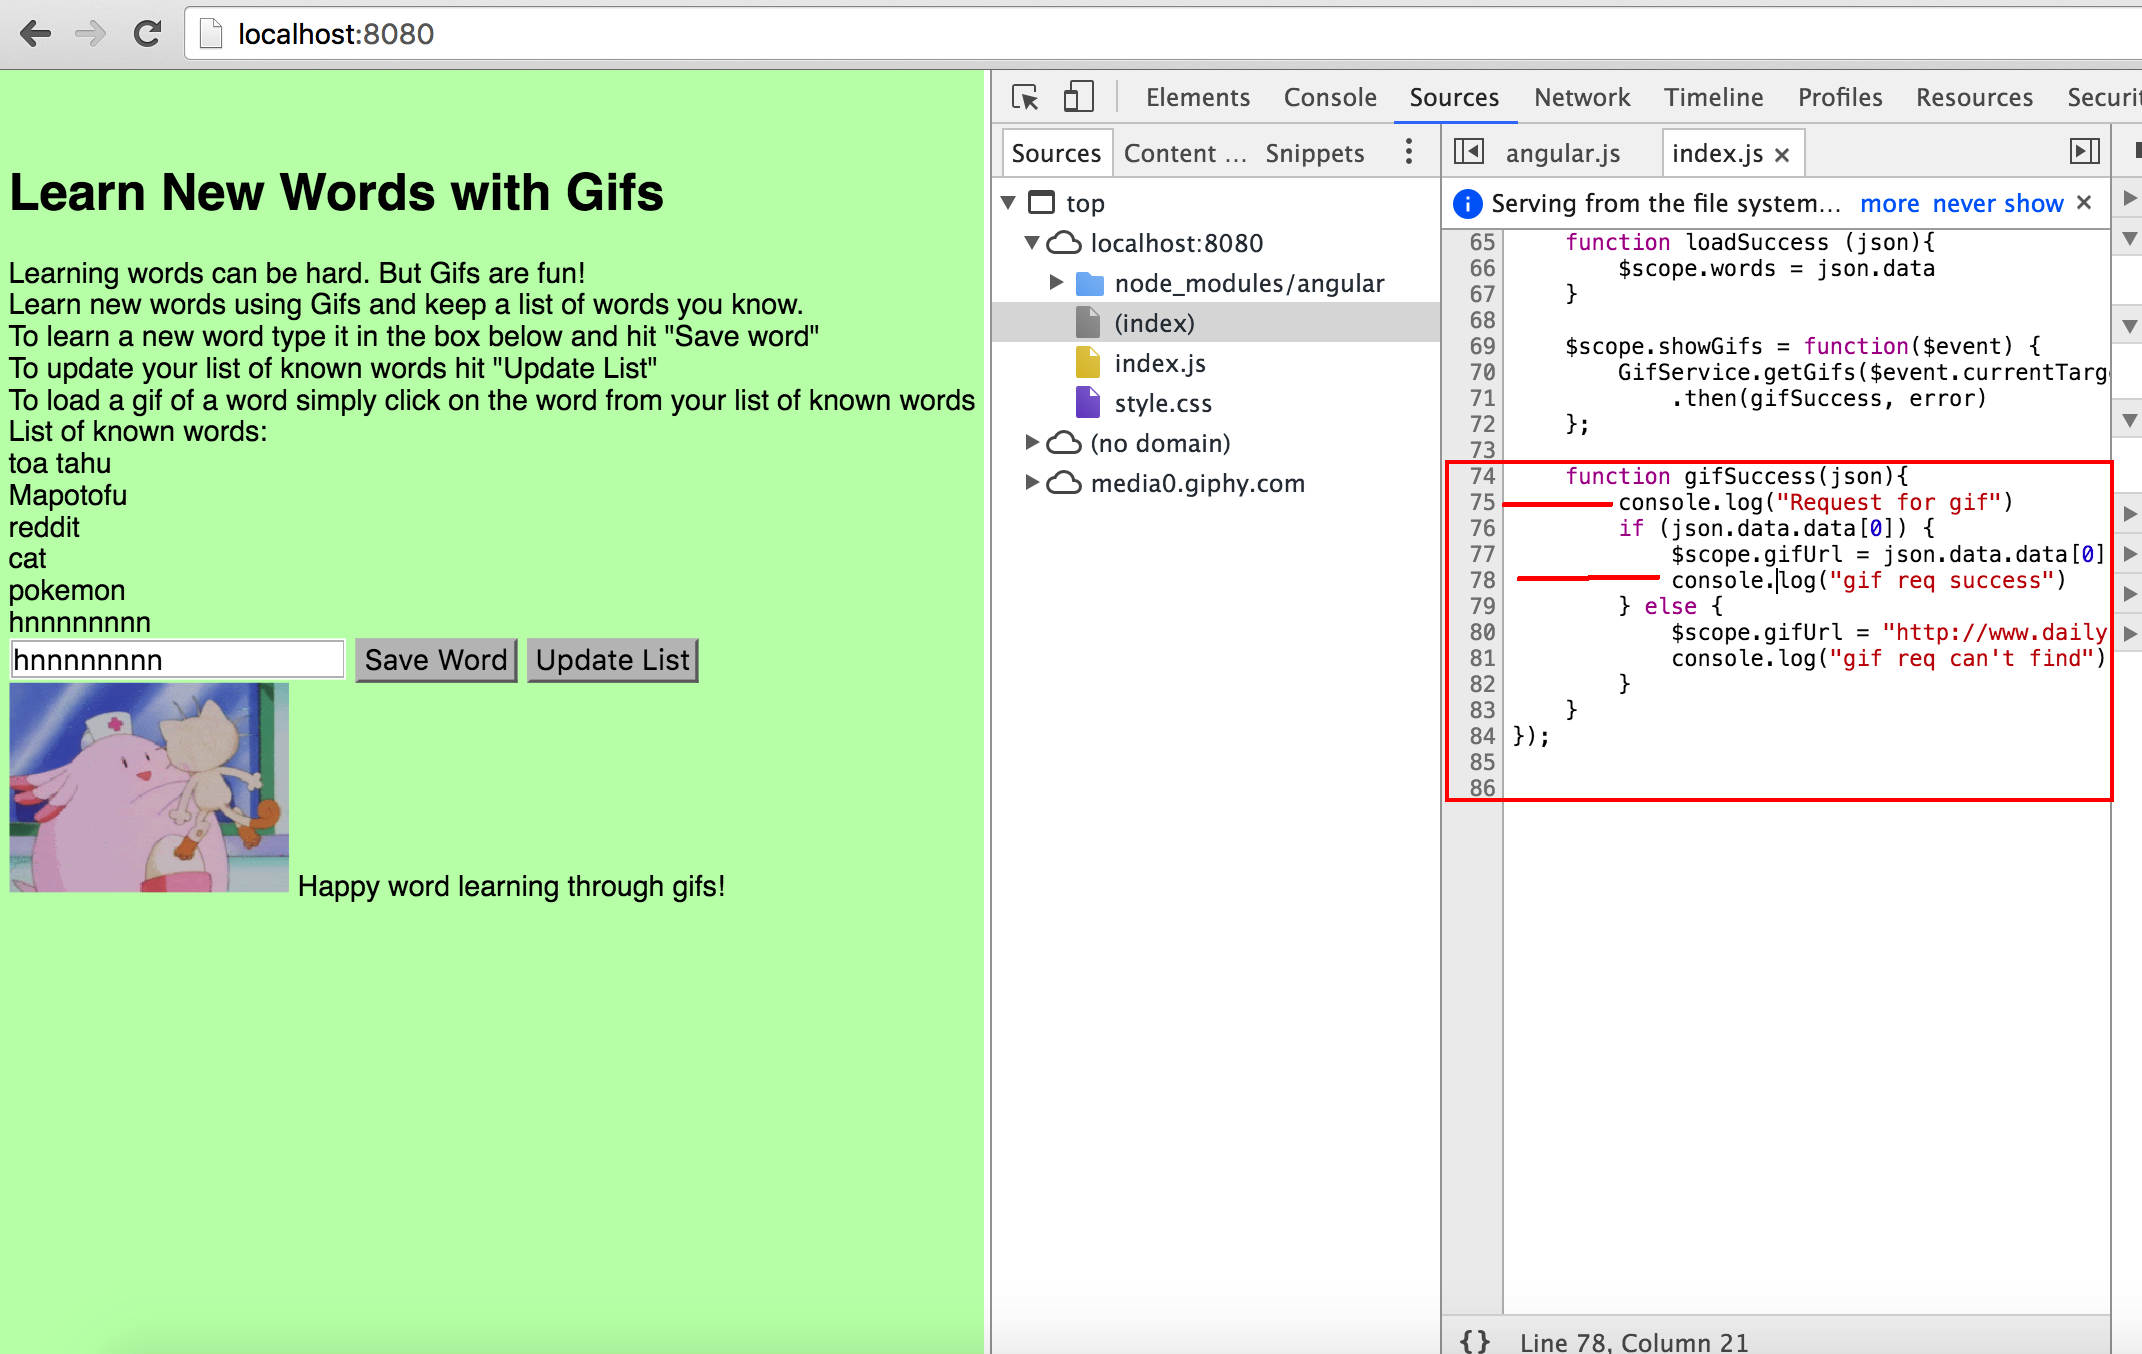 localhost:8080
Learn New Words with Gifs
Learning words can be hard. But Gifs are fun!
Learn new words using Gifs and keep a list of words you know.
To learn a new word type it in the box below and hit "Save word"
To update your list of known words hit "Update List"
To load a gif of a word simply click on the word from your list of known words
List of known words:
toa tahu
Mapotofu
reddit
cat
pokemon
hnnnnnnnn
hnnnnnnnn Save Word Update List
Happy word learning through gifs!
Elements Console Sources Network Timeline Profiles Resources Securit
Sources Content ... Snippets
top
localhost:8080
node_modules/angular
(index)
index.js
style.css
(no domain)
media0.giphy.com
angular.js index.js ×
Serving from the file system... more never show ×
65 function loadSuccess (json){
66 $scope.words = json.data
67 }
68
69 $scope.showGifs = function($event) {
70 GifService.getGifs($event.currentTarg
71 .then(gifSuccess, error)
72 };
73
74 function gifSuccess(json){
75 console.log("Request for gif")
76 if (json.data.data[0]) {
77 $scope.gifUrl = json.data.data[0]
78 console.log("gif req success")
79 } else {
80 $scope.gifUrl = "http://www.daily
81 console.log("gif req can't find")
82 }
83 }
84 });
85
86
{} Line 78, Column 21